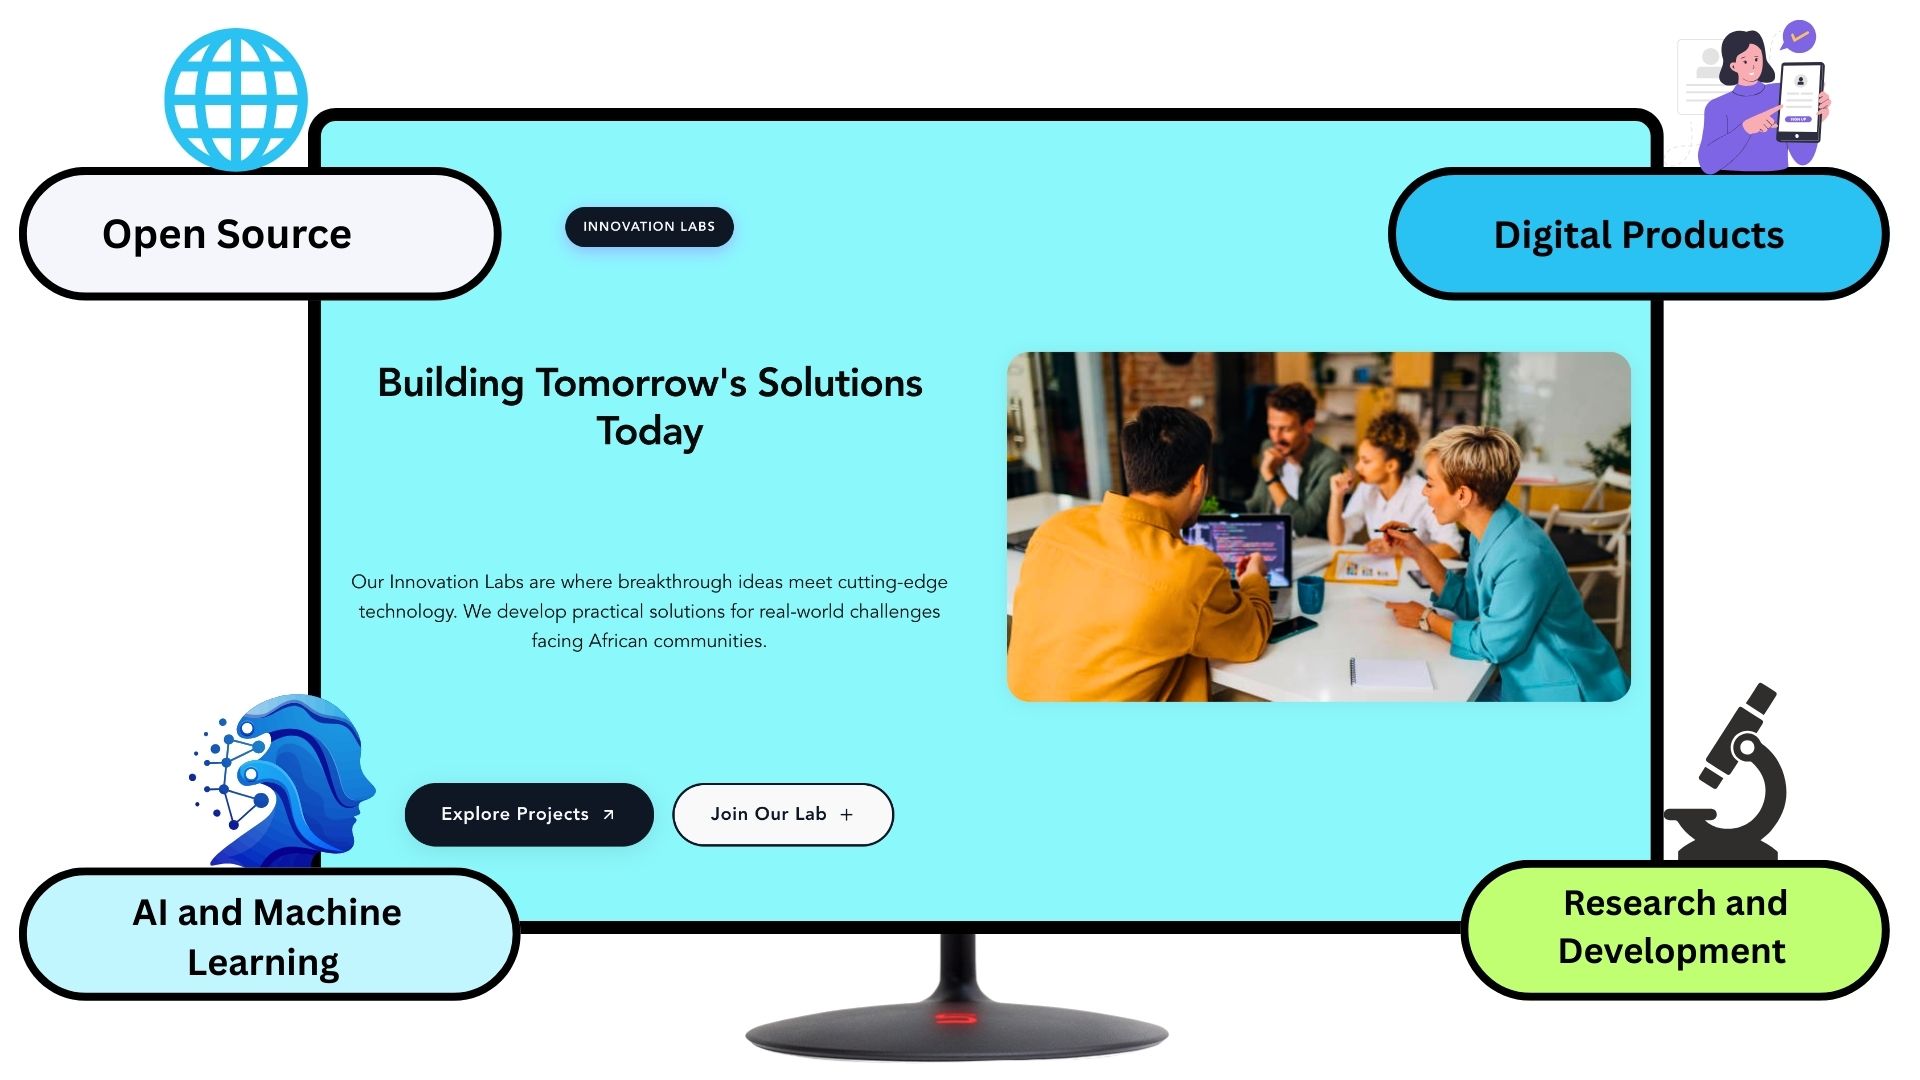 Open Source
Digital Products
SIGN UP
INNOVATION LABS
Building Tomorrow's Solutions
Today
Our Innovation Labs are where breakthrough ideas meet cutting-edge
technology. We develop practical solutions for real-world challenges
facing African communities.
Explore Projects
Join Our Lab +
AI and Machine
Learning
Research and
Development